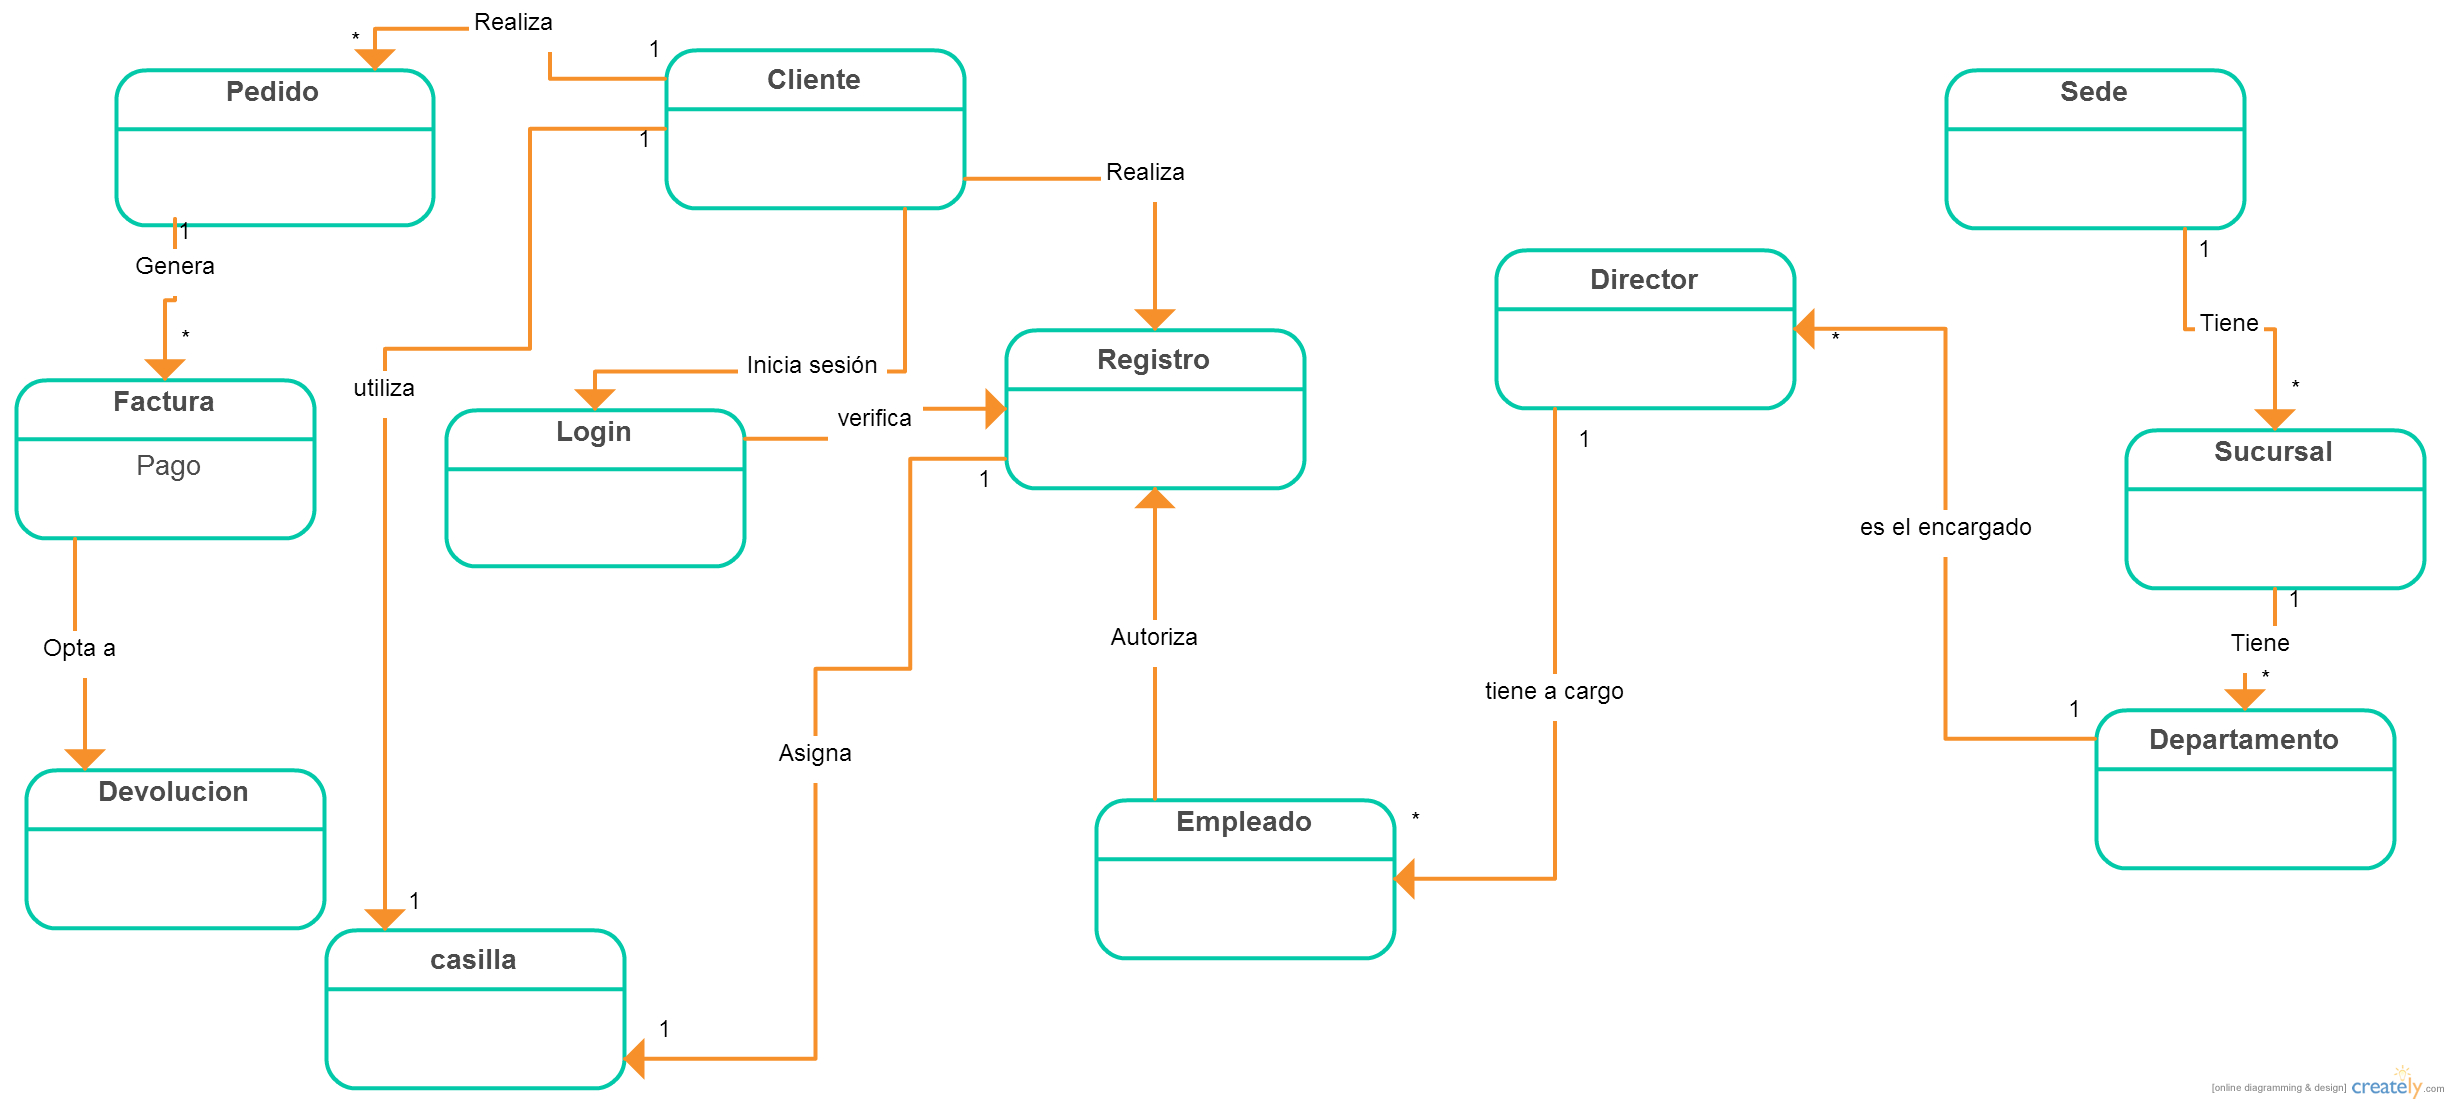 Realiza
*
1
Cliente
Pedido
Sede
1
Realiza
1
Genera
1
Director
Tiene
*
*
Registro
Inicia sesión
utiliza
*
Factura
verifica
Login
1
Sucursal
Pago
1
es el encargado
1
Autoriza
Opta a
Tiene
*
tiene a cargo
1
Departamento
Asigna
Devolucion
Empleado
*
1
casilla
1
[online diagramming & design] creately.com